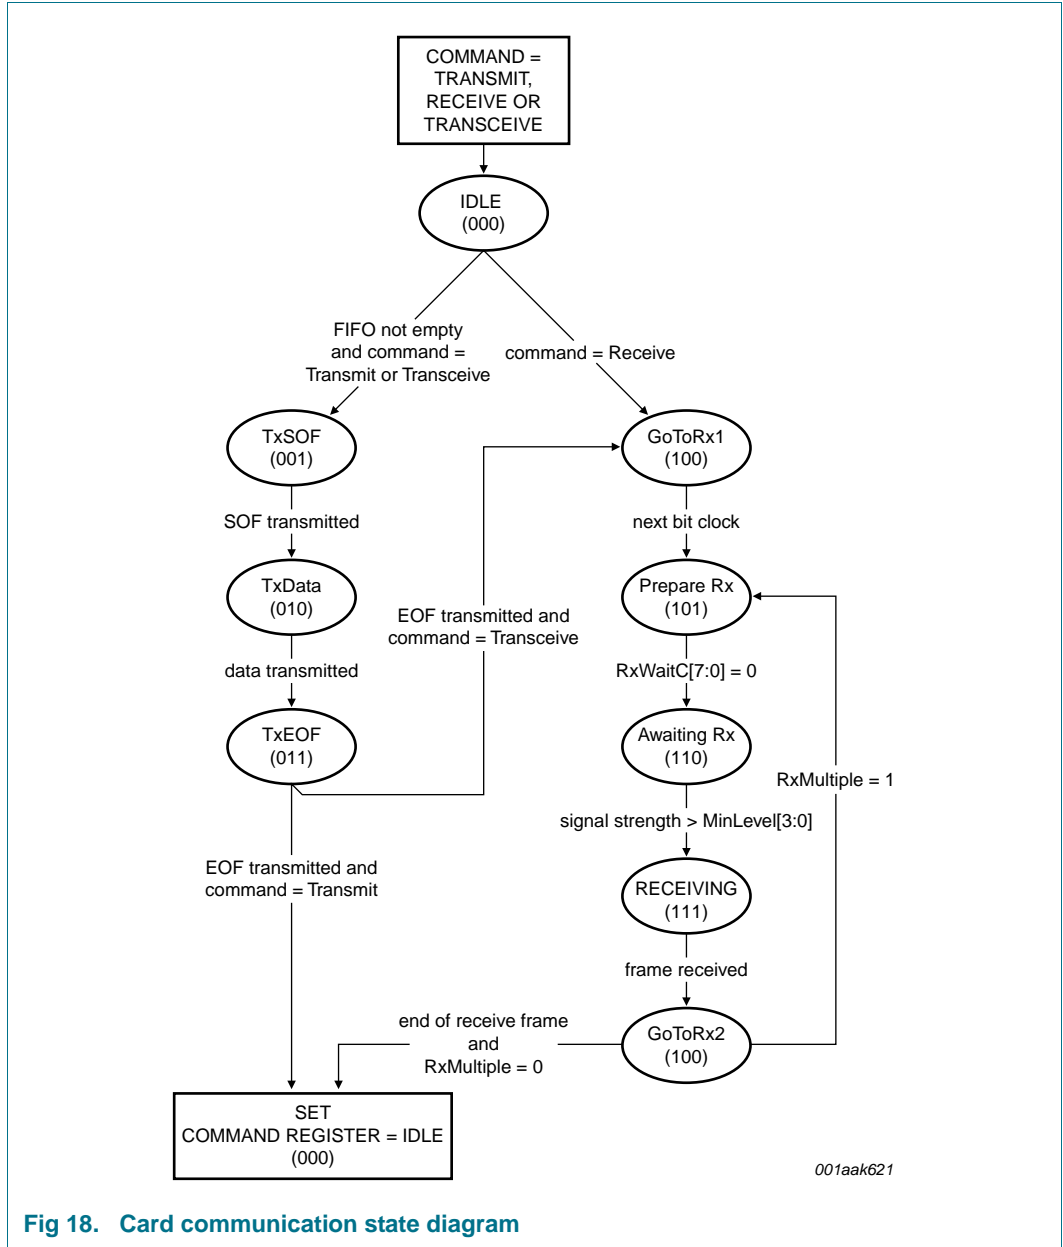 COMMAND =
TRANSMIT,
RECEIVE OR
TRANSCEIVE
IDLE
(000)
FIFO not empty
and command =
Transmit or Transceive
command = Receive
TxSOF
(001)
GoToRx1
(100)
SOF transmitted
next bit clock
TxData
(010)
Prepare Rx
(101)
EOF transmitted and
command = Transceive
data transmitted
RxWaitC[7:0] = 0
TxEOF
(011)
Awaiting Rx
(110)
RxMultiple = 1
signal strength > MinLevel[3:0]
EOF transmitted and
command = Transmit
RECEIVING
(111)
frame received
end of receive frame
and
RxMultiple = 0
GoToRx2
(100)
SET
COMMAND REGISTER = IDLE
(000)
001aak621
Fig 18. Card communication state diagram